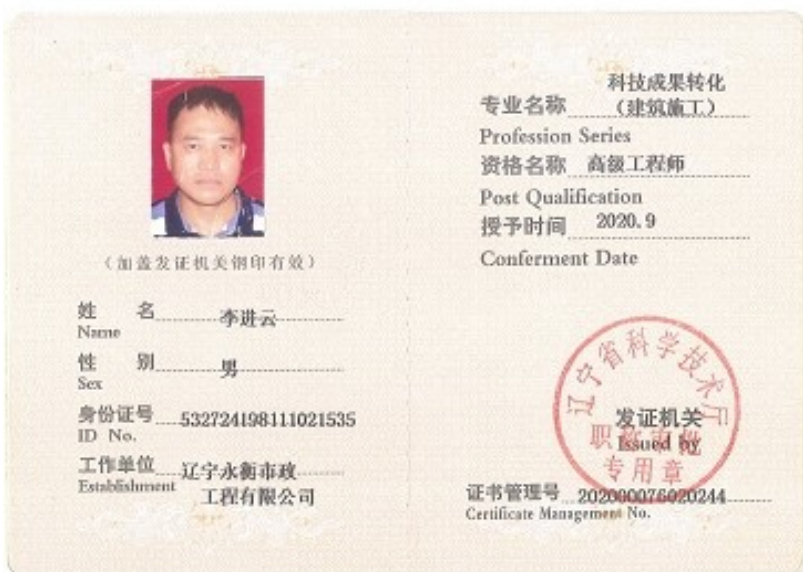 (加盖发证机关钢印有效)
姓 名 李进云
Name
性 别 男
Sex
身份证号 532724198111021535
ID No.
工作单位 辽宁永衡市政
Establishment 工程有限公司
科技成果转化
专业名称 (建筑施工)
Profession Series
资格名称 高级工程师
Post Qualification
授予时间 2020.9
Conferment Date
辽宁省科学技术厅
发证机关
职称审批
Issued by
专用章
证书管理号 202000076020244
Certificate Management No.